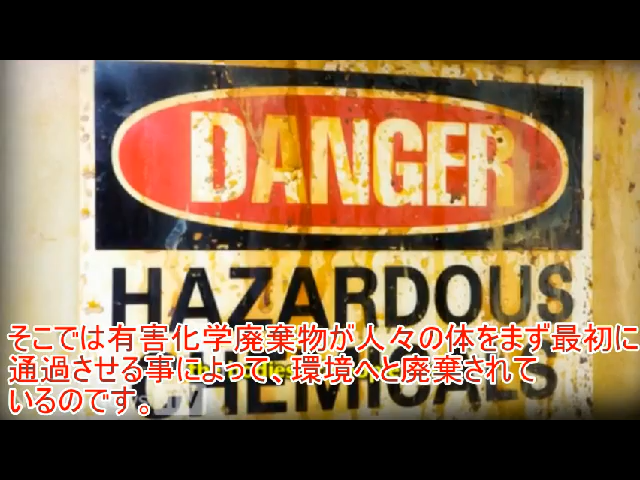 DANGER
HAZARDOUS
CHEMICALS
そこでは有害化学廃棄物が人々の体をまず最初に
通過させる事によって、環境へと廃棄されて
いるのです。